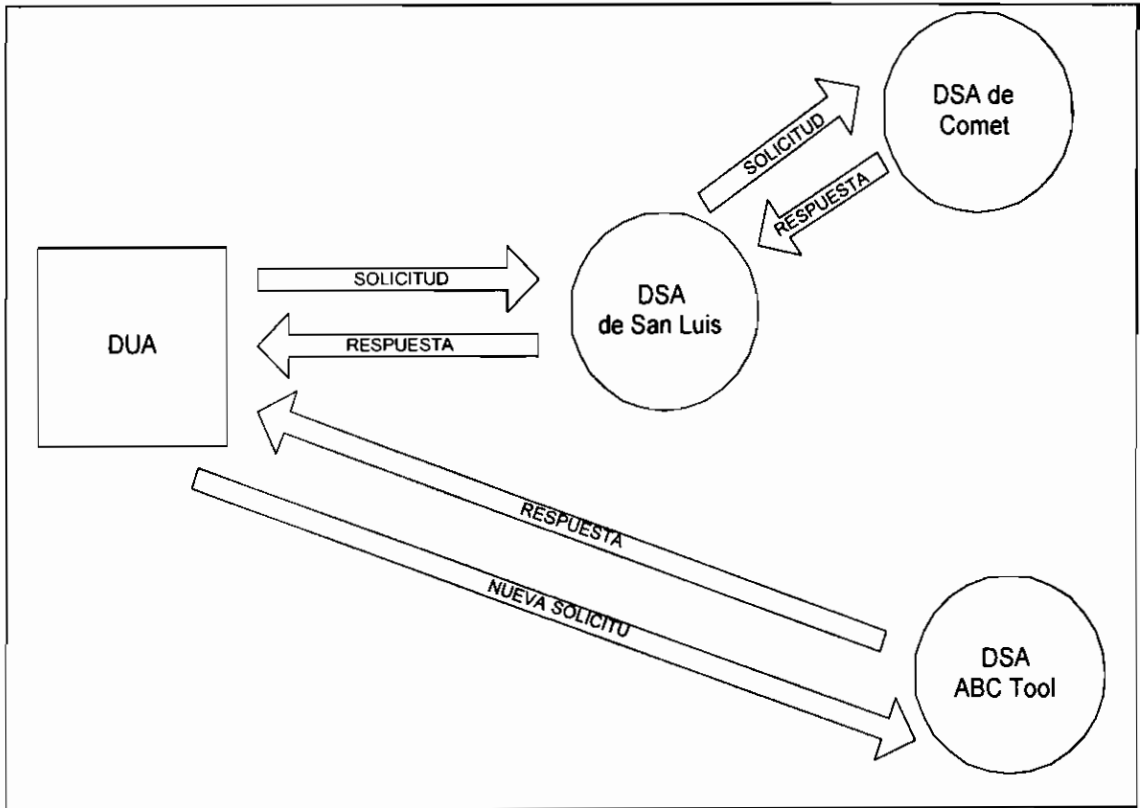 DSA de
Comet
SOLICITUD
RESPUESTA
SOLICITUD
DSA
de San Luis
DUA
RESPUESTA
RESPUESTA
NUEVA SOLICITU
DSA
ABC Tool